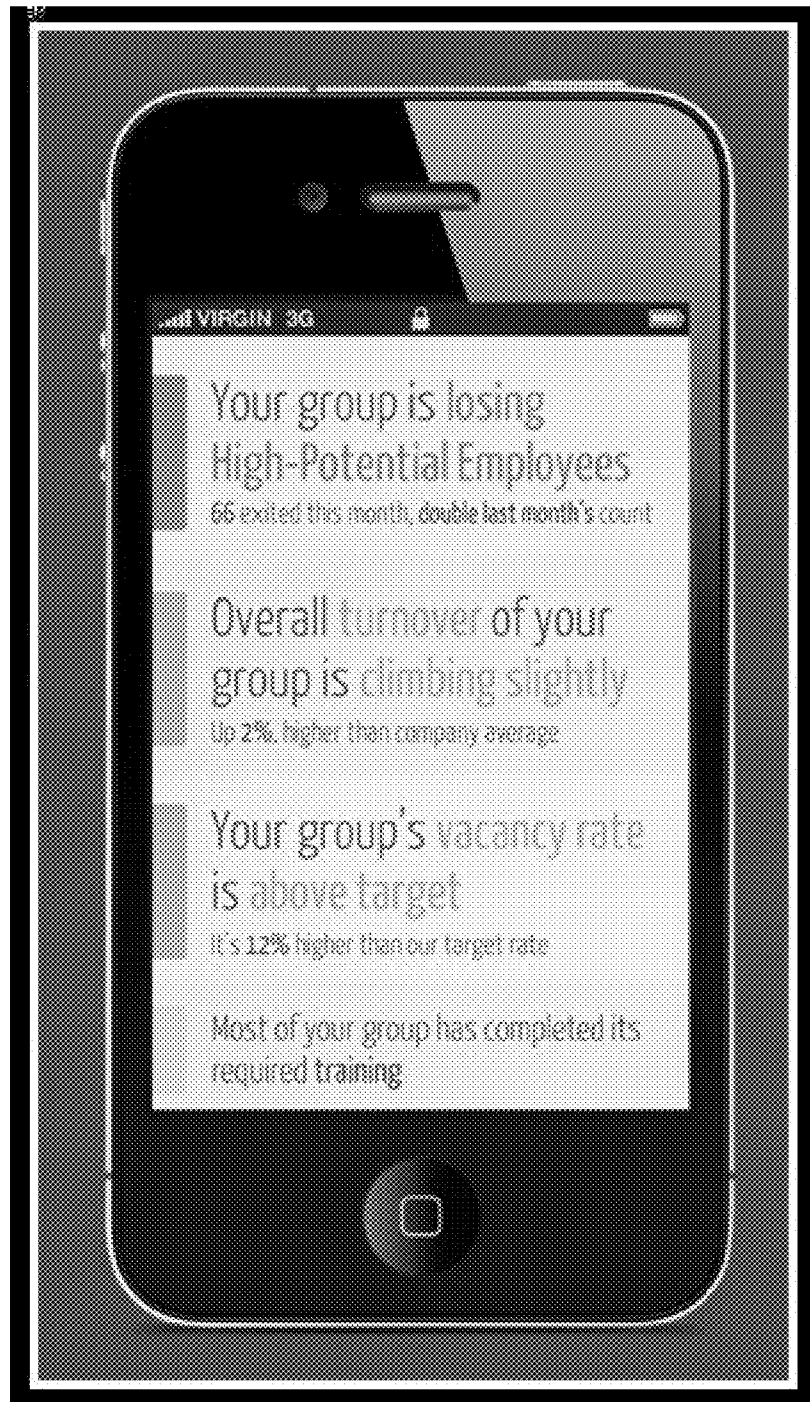 VIRGIN 3G
Your group is losing
High-Potential Employees
66 exited this month, double last month's count
Overall turnover of your
group is climbing slightly
Up 2%, higher than company average
Your group's vacancy rate
is above target
It's 12% higher than our target rate
Most of your group has completed its
required training